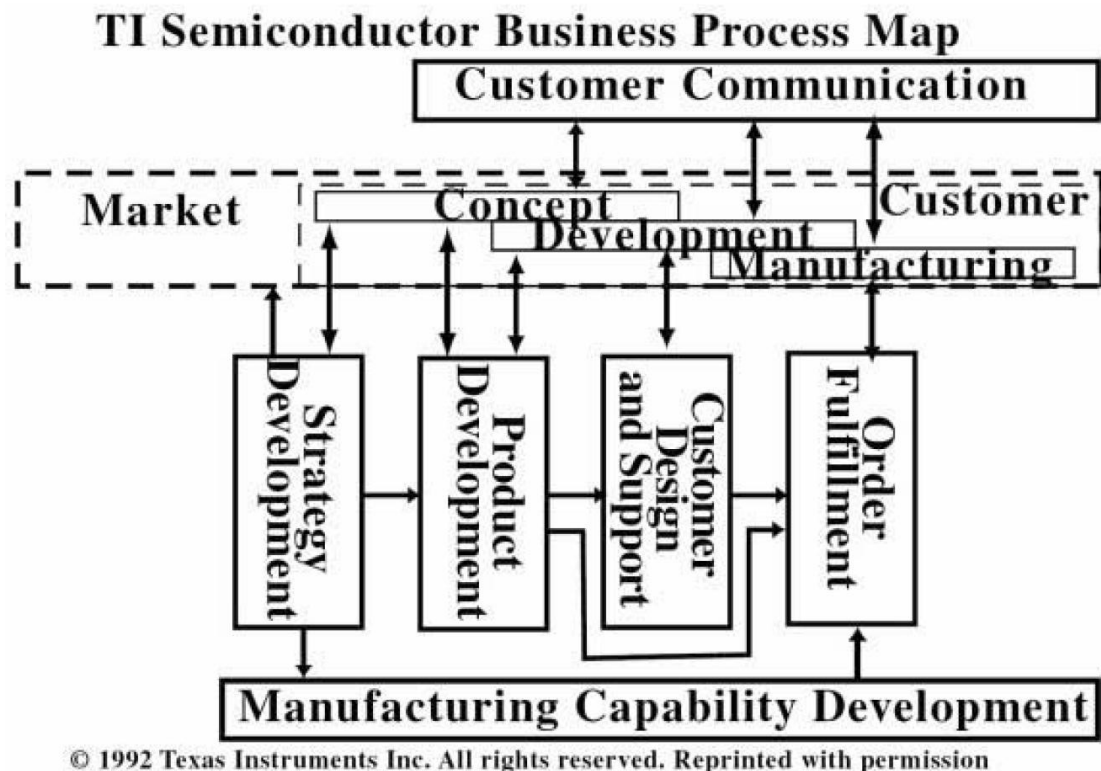 TI Semiconductor Business Process Map
Customer Communication
Market
Customer
Concept
Development
Manufacturing
Strategy
Development
Product
Development
Customer
Design
and Support
Order
Fulfillment
Manufacturing Capability Development
© 1992 Texas Instruments Inc. All rights reserved. Reprinted with permission